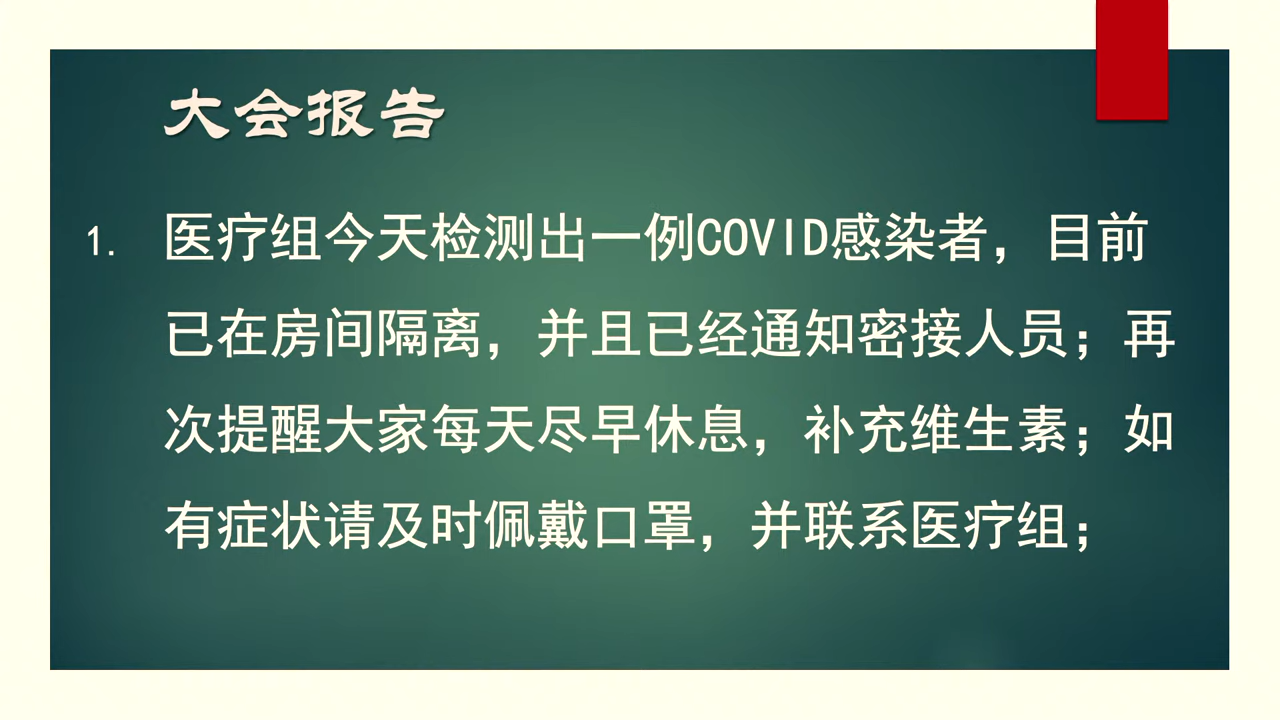 大会报告
1. 医疗组今天检测出一例COVID感染者，目前
已在房间隔离，并且已经通知密接人员；再
次提醒大家每天尽早休息，补充维生素；如
有症状请及时佩戴口罩，并联系医疗组；